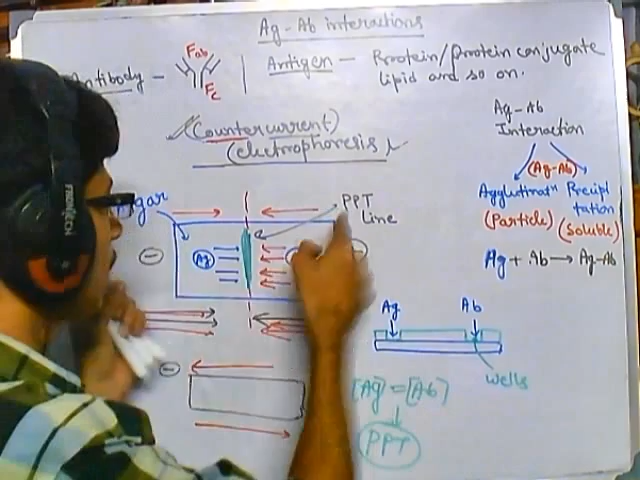 Ag-Ab interactions
Antibody - Fab
Fc
Antigen - Protein/protein conjugate
lipid and so on.
(Countercurrent)
(electrophoresis)
Ag-Ab
Interaction
(Ag-Ab)
Agglutinatn Precipi
tation
(Particle) (Soluble)
Ag + Ab → Ag-Ab
Agar
PPT
Line
Ag
Ag Ab
wells
[Ag] = [Ab]
PPT